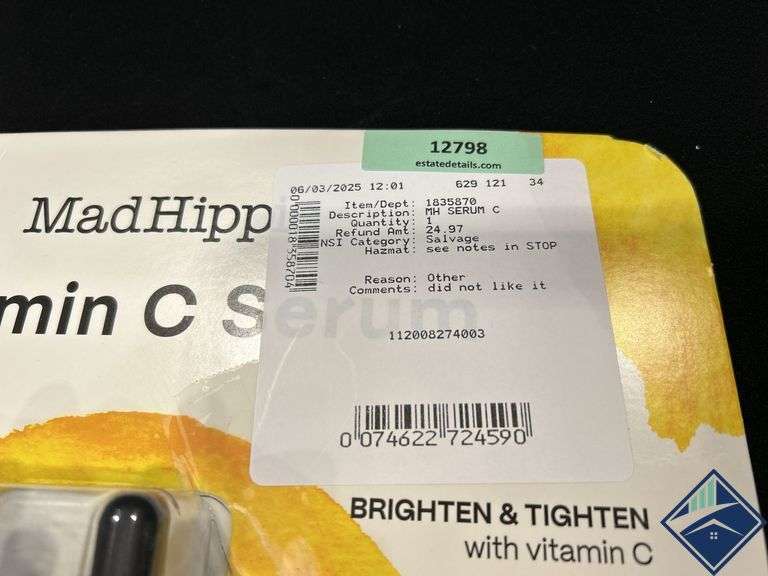 12798
estatedetails.com
06/03/2025 12:01 629 121 34
Item/Dept: 1835870
Description: MH SERUM C
Quantity: 1
Refund Amt: 24.97
NSI Category: Salvage
Hazmat: see notes in STOP
Reason: Other
Comments: did not like it
112008274003
0 074622 724590
MadHipp
min C Serum
BRIGHTEN & TIGHTEN
with vitamin C